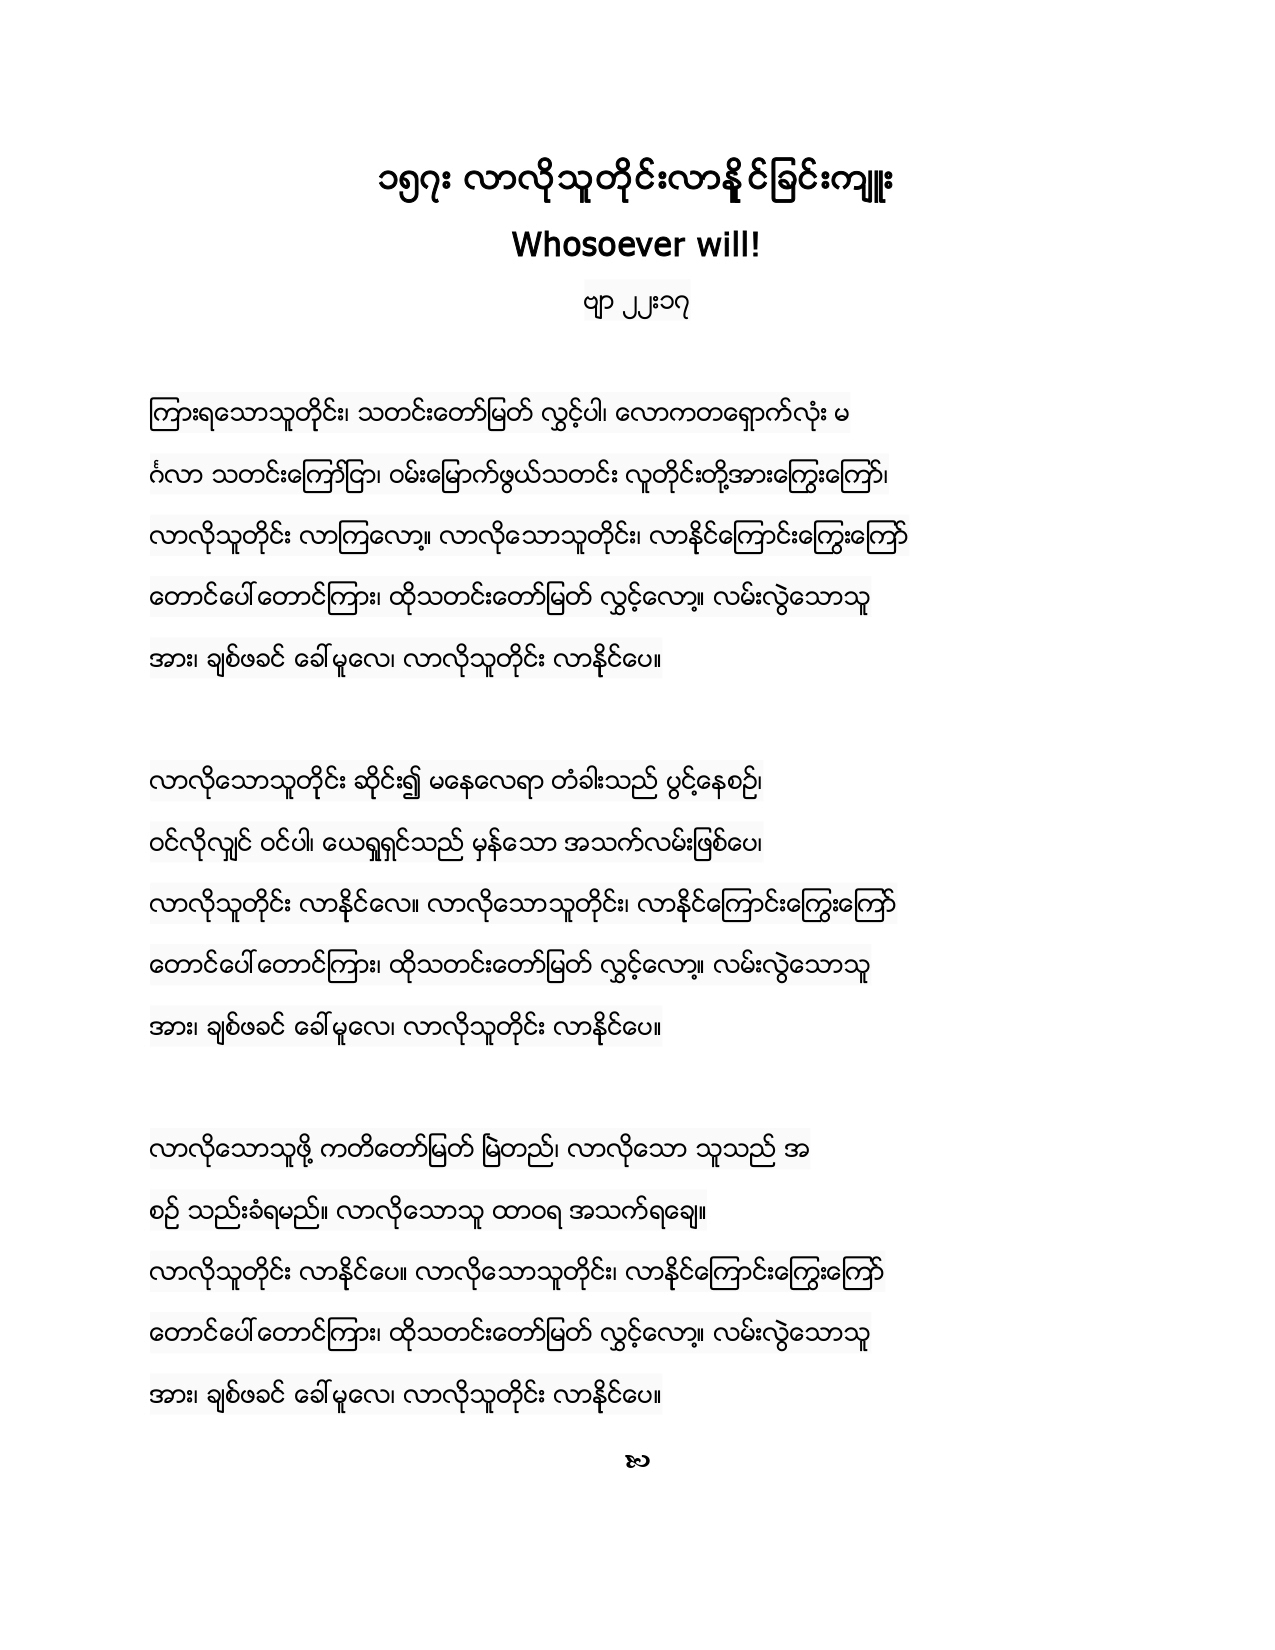 ၁၅၇း လာလိုသူတိုင်းလာနိုင်ခြင်းကျူး
Whosoever will!
ဗျာ ၂၂း၁၇
ကြားရသောသူတိုင်း၊ သတင်းတော်မြတ် လွှင့်ပါ၊ လောကတရှောက်လုံး မ
င်္ဂလာ သတင်းကြော်ငြာ၊ ဝမ်းမြောက်ဖွယ်သတင်း လူတိုင်းတို့အားကြွေးကြော်၊
လာလိုသူတိုင်း လာကြလော့။ လာလိုသောသူတိုင်း၊ လာနိုင်ကြောင်းကြွေးကြော်
တောင်ပေါ်တောင်ကြား၊ ထိုသတင်းတော်မြတ် လွှင့်လော့။ လမ်းလွဲသောသူ
အား၊ ချစ်ဖခင် ခေါ်မူလေ၊ လာလိုသူတိုင်း လာနိုင်ပေ။
လာလိုသောသူတိုင်း ဆိုင်း၍ မနေလေရာ တံခါးသည် ပွင့်နေစဉ်၊
ဝင်လိုလျှင် ဝင်ပါ၊ ယေရှုရှင်သည် မှန်သော အသက်လမ်းဖြစ်ပေ၊
လာလိုသူတိုင်း လာနိုင်လေ။ လာလိုသောသူတိုင်း၊ လာနိုင်ကြောင်းကြွေးကြော်
တောင်ပေါ်တောင်ကြား၊ ထိုသတင်းတော်မြတ် လွှင့်လော့။ လမ်းလွဲသောသူ
အား၊ ချစ်ဖခင် ခေါ်မူလေ၊ လာလိုသူတိုင်း လာနိုင်ပေ။
လာလိုသောသူဖို့ ကတိတော်မြတ် မြဲတည်၊ လာလိုသော သူသည် အ
စဉ် သည်းခံရမည်။ လာလိုသောသူ ထာဝရ အသက်ရချေ။
လာလိုသူတိုင်း လာနိုင်ပေ။ လာလိုသောသူတိုင်း၊ လာနိုင်ကြောင်းကြွေးကြော်
တောင်ပေါ်တောင်ကြား၊ ထိုသတင်းတော်မြတ် လွှင့်လော့။ လမ်းလွဲသောသူ
အား၊ ချစ်ဖခင် ခေါ်မူလေ၊ လာလိုသူတိုင်း လာနိုင်ပေ။